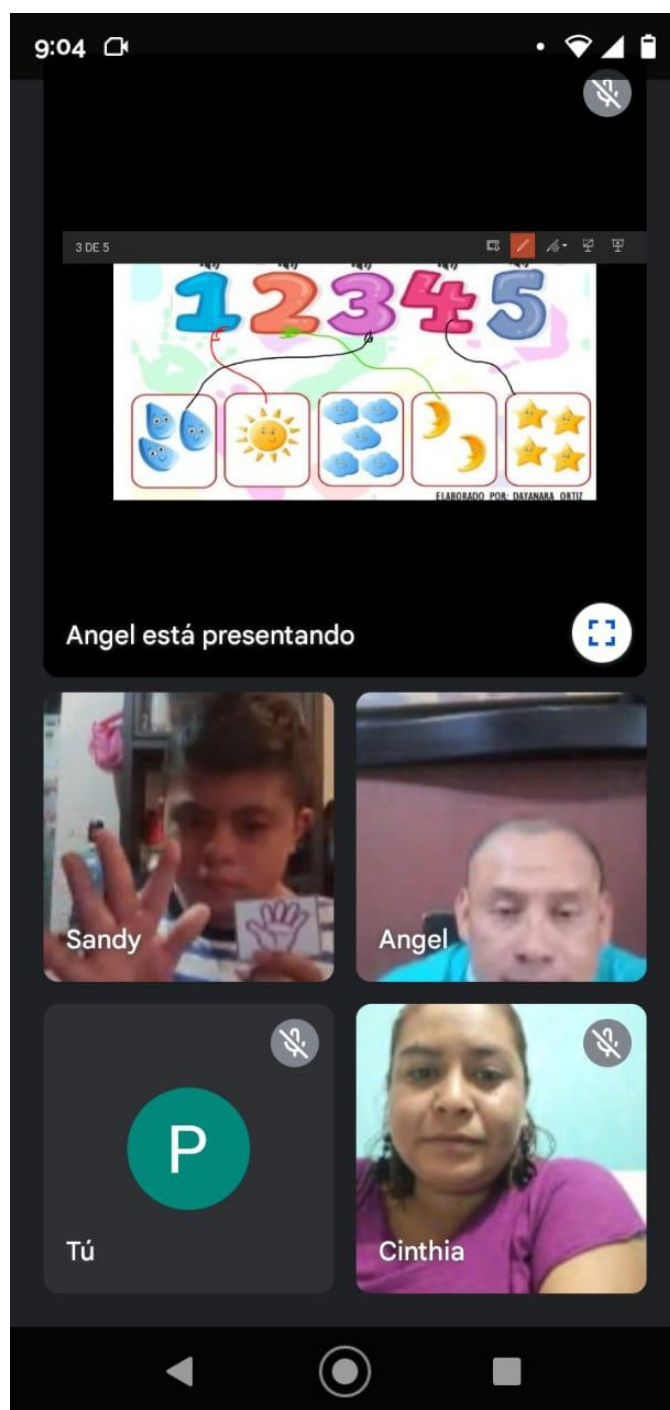 9:04
3 DE 5
1 2 3 4 5
ELABORADO POR: DAYANARA ORTIZ
Angel está presentando
Sandy
Angel
P
Tú
Cinthia